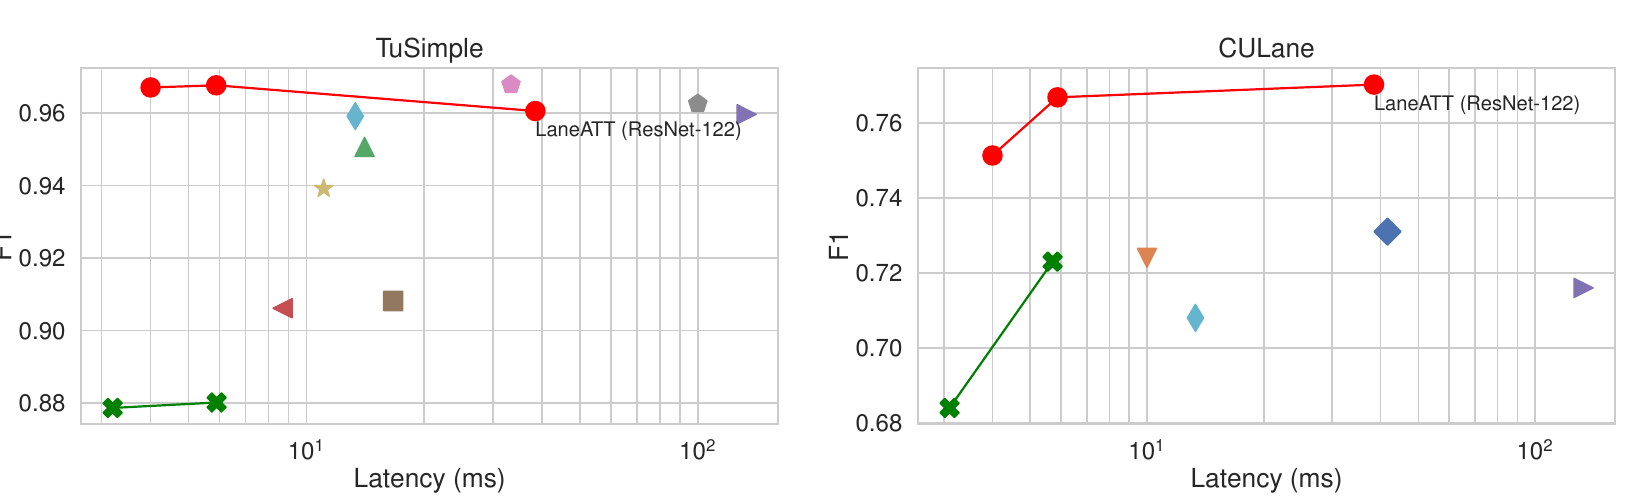 TuSimple
F1
0.96
0.94
0.92
0.90
0.88
LaneATT (ResNet-122)
10¹
10²
Latency (ms)
CULane
F1
0.76
0.74
0.72
0.70
0.68
LaneATT (ResNet-122)
10¹
10²
Latency (ms)